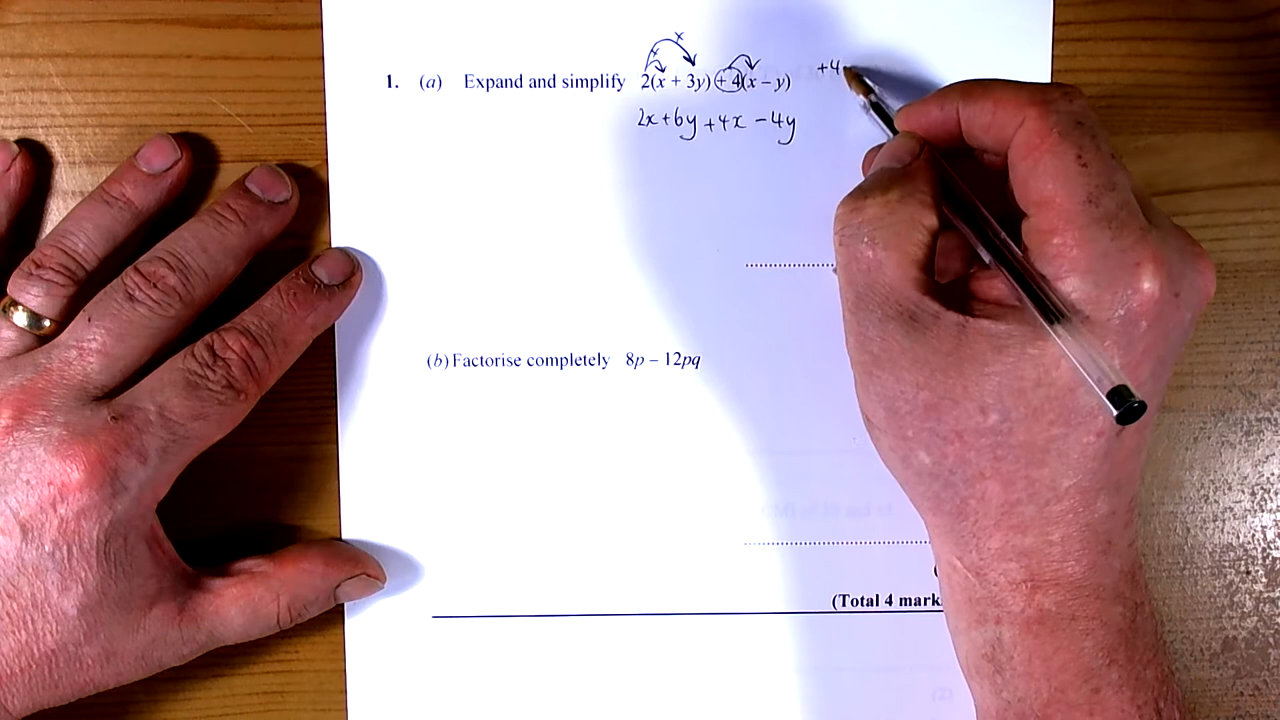 1. (a) Expand and simplify 2(x + 3y) + 4(x – y) +4
2x+6y+4x-4y
(b) Factorise completely 8p – 12pq
(Total 4 mark